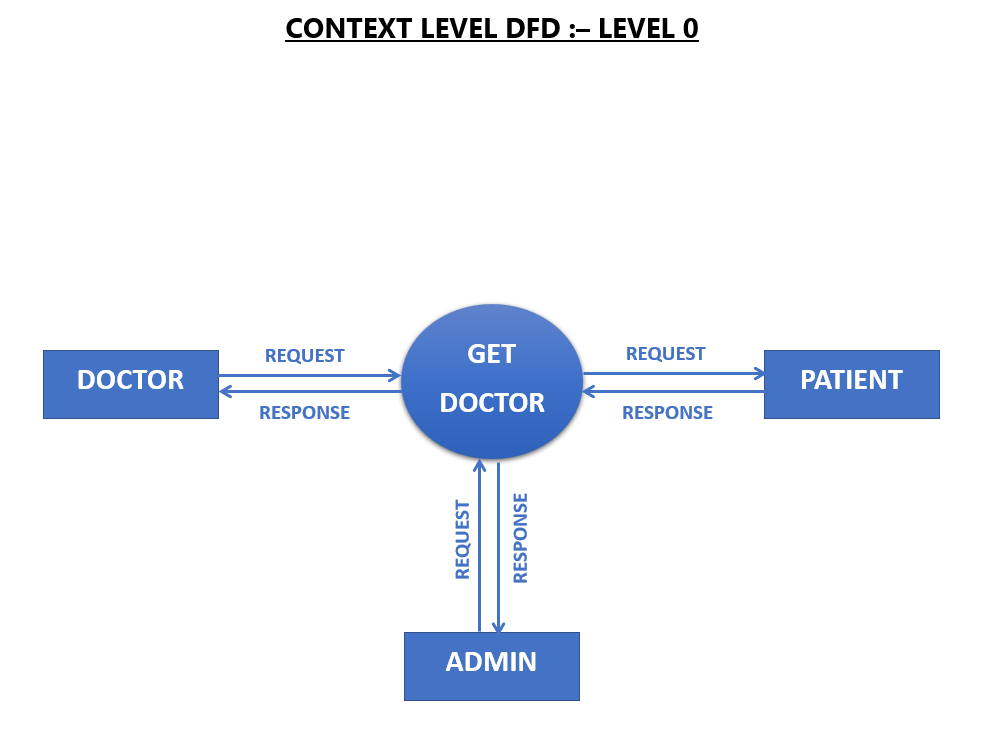 CONTEXT LEVEL DFD :– LEVEL 0
DOCTOR
REQUEST
RESPONSE
GET
DOCTOR
REQUEST
RESPONSE
PATIENT
REQUEST
RESPONSE
ADMIN